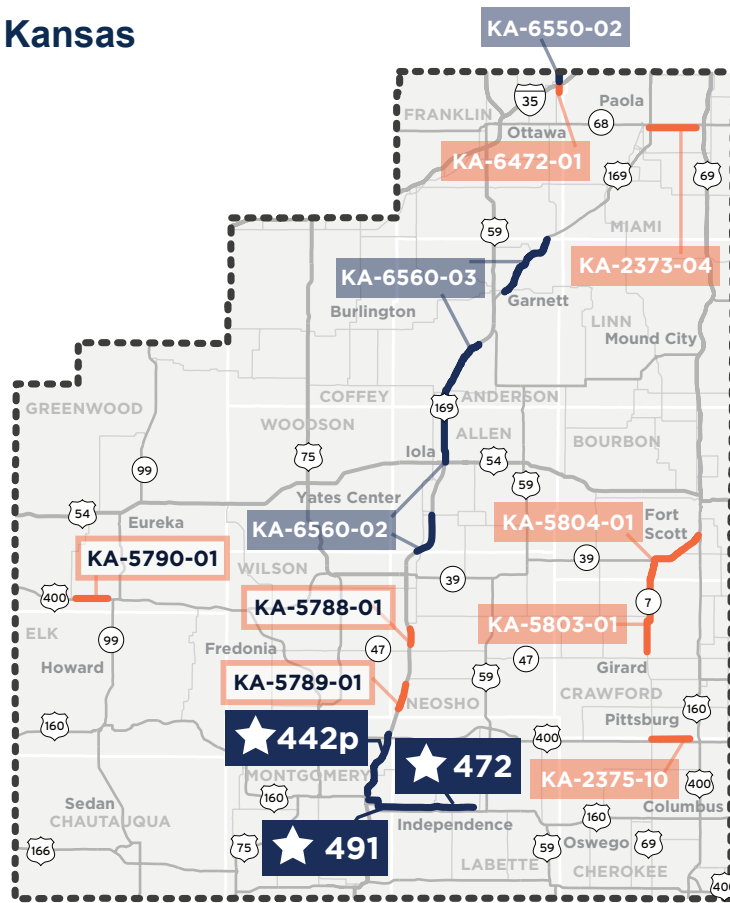 Kansas
KA-6550-02
35
Paola
FRANKLIN
68
Ottawa
KA-6472-01
169
69
59
MIAMI
KA-6560-03
KA-2373-04
Garnett
Burlington
LINN
Mound City
COFFEY
ANDERSON
GREENWOOD
169
WOODSON
ALLEN
BOURBON
75
Iola
54
99
59
Yates Center
54
Eureka
KA-6560-02
KA-5804-01
Fort
Scott
KA-5790-01
WILSON
39
39
400
KA-5788-01
7
ELK
99
KA-5803-01
Fredonia
47
47
Howard
59
Girard
KA-5789-01
NEOSHO
CRAWFORD
160
160
Pittsburg
442p
400
472
MONTGOMERY
KA-2375-10
400
160
Sedan
Columbus
CHAUTAUQUA
Independence
160
166
75
491
59
Oswego
69
LABETTE
CHEROKEE
400